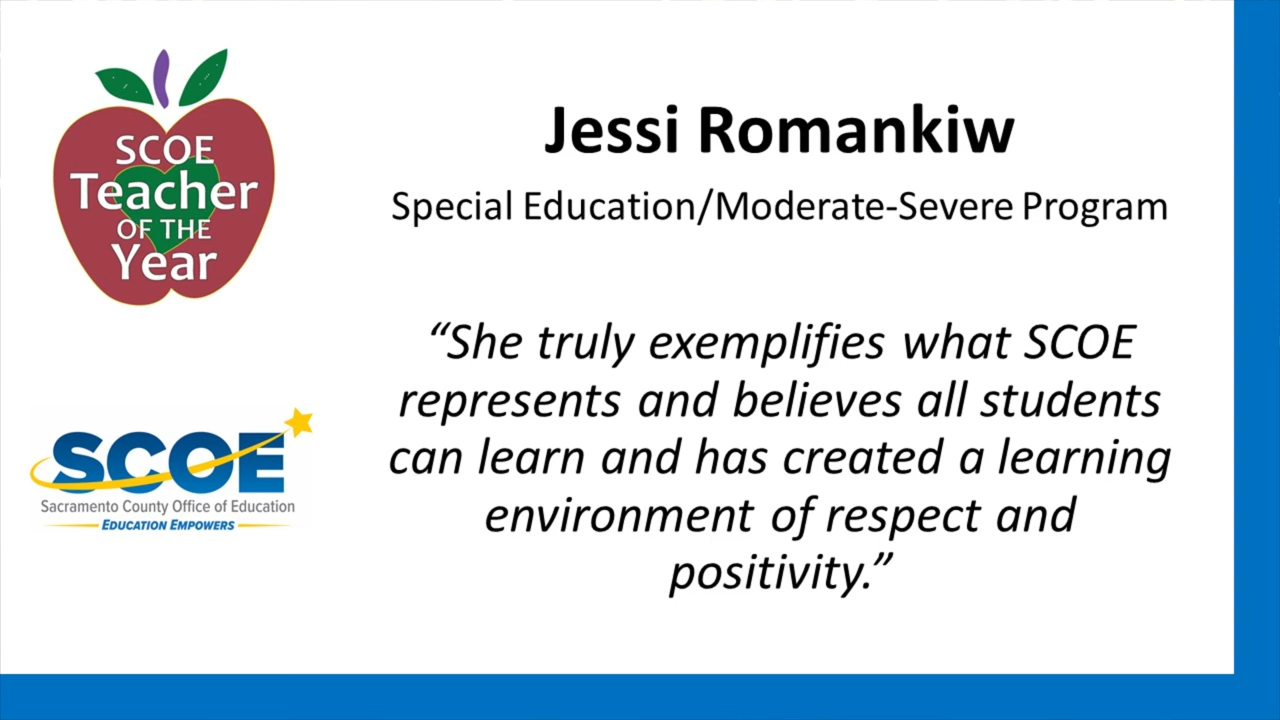 SCOE
Teacher
OF THE
Year
Jessi Romankiw
Special Education/Moderate-Severe Program
“She truly exemplifies what SCOE
represents and believes all students
can learn and has created a learning
environment of respect and
positivity.”
SCOE
Sacramento County Office of Education
EDUCATION EMPOWERS